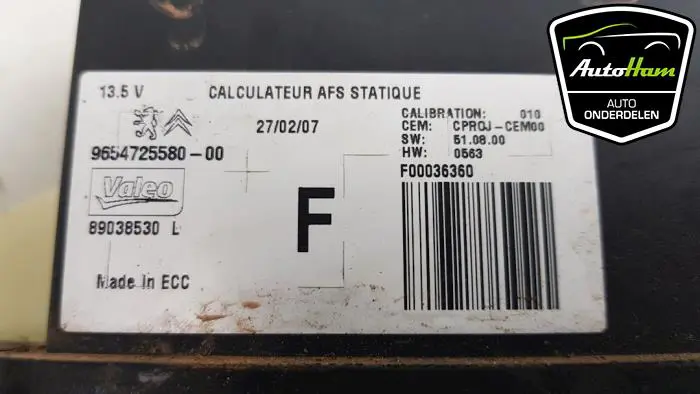 AutoHam
AUTO
ONDERDELEN
13.5 V
CALCULATEUR AFS STATIQUE
27/02/07
CALIBRATION: 010
CEM: CPROJ-CEM00
SW: 51.08.00
HW: 0563
9654725580-00
F00036360
Valeo
F
89038530 L
Made In ECC